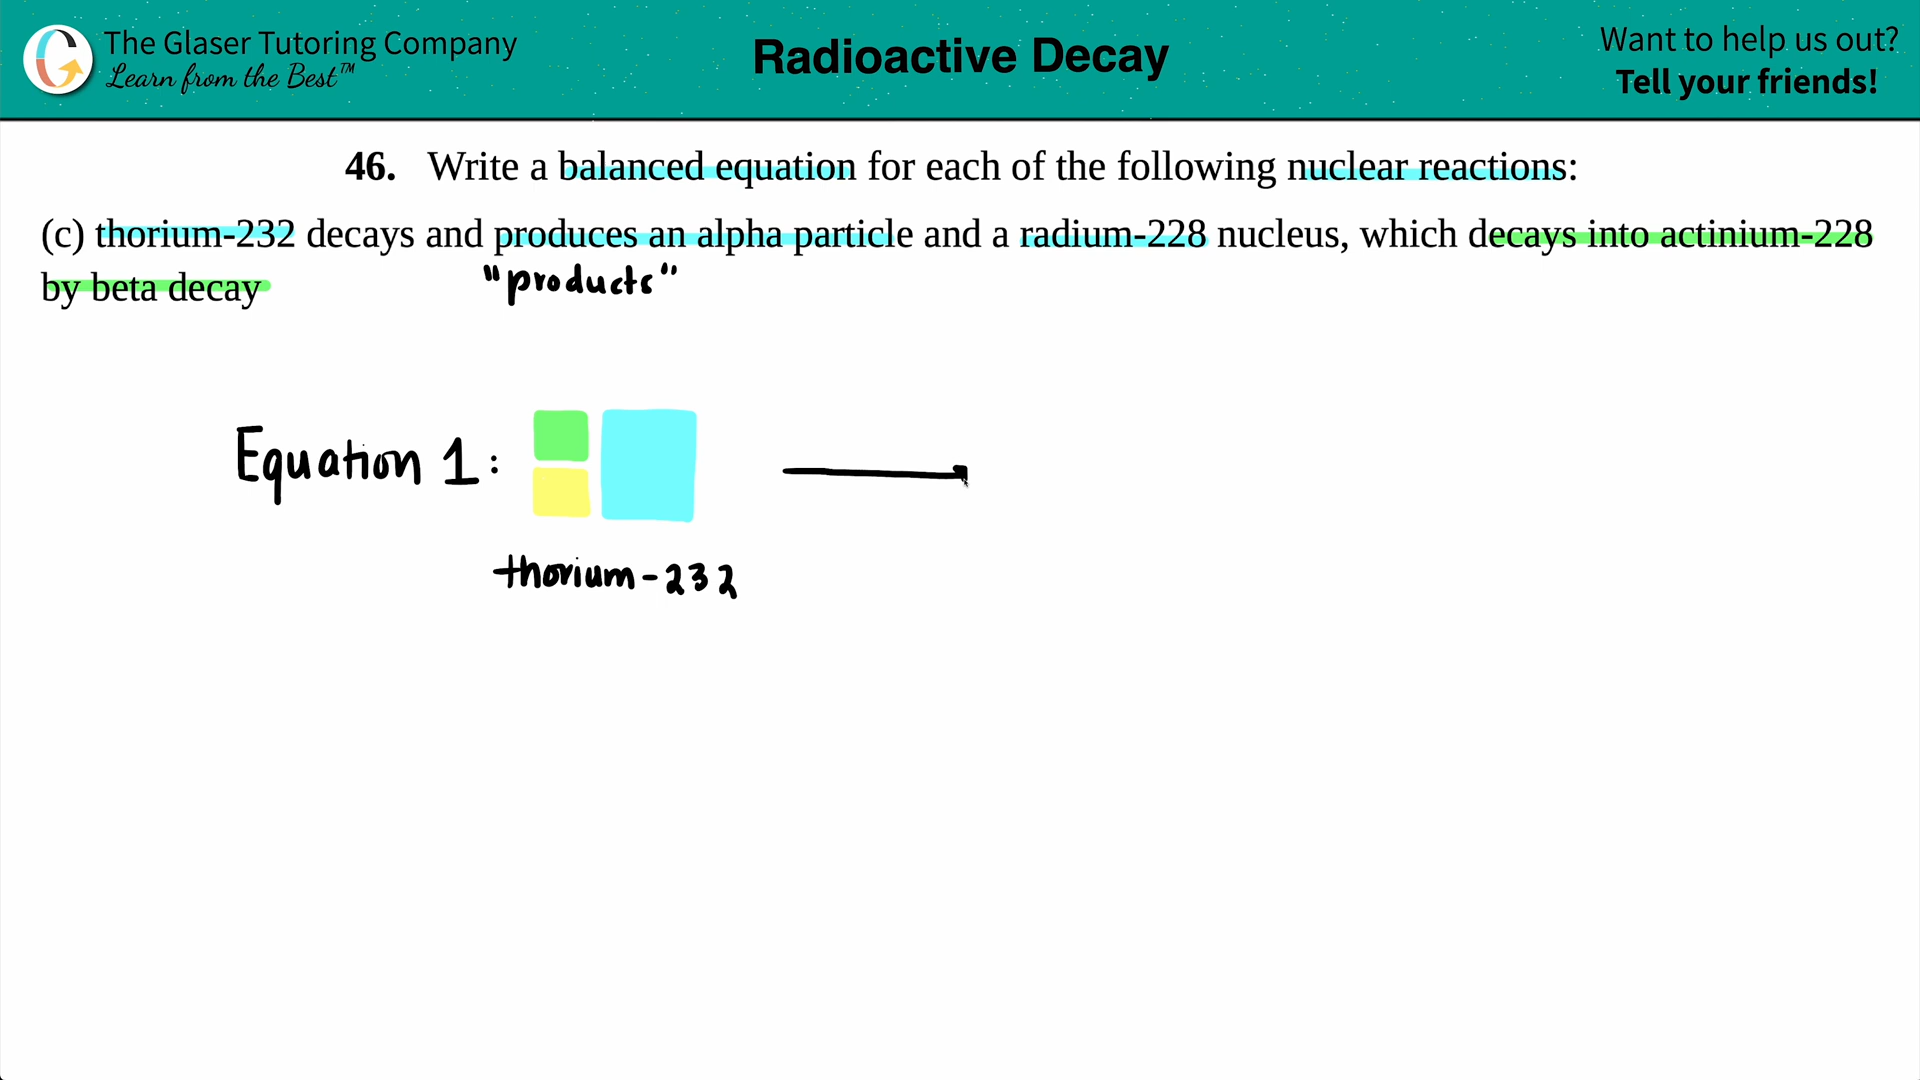 The Glaser Tutoring Company
Learn from the Best™
Radioactive Decay
Want to help us out?
Tell your friends!
46. Write a balanced equation for each of the following nuclear reactions:
(c) thorium-232 decays and produces an alpha particle and a radium-228 nucleus, which decays into actinium-228
by beta decay
"products"
Equation 1:
thorium-232